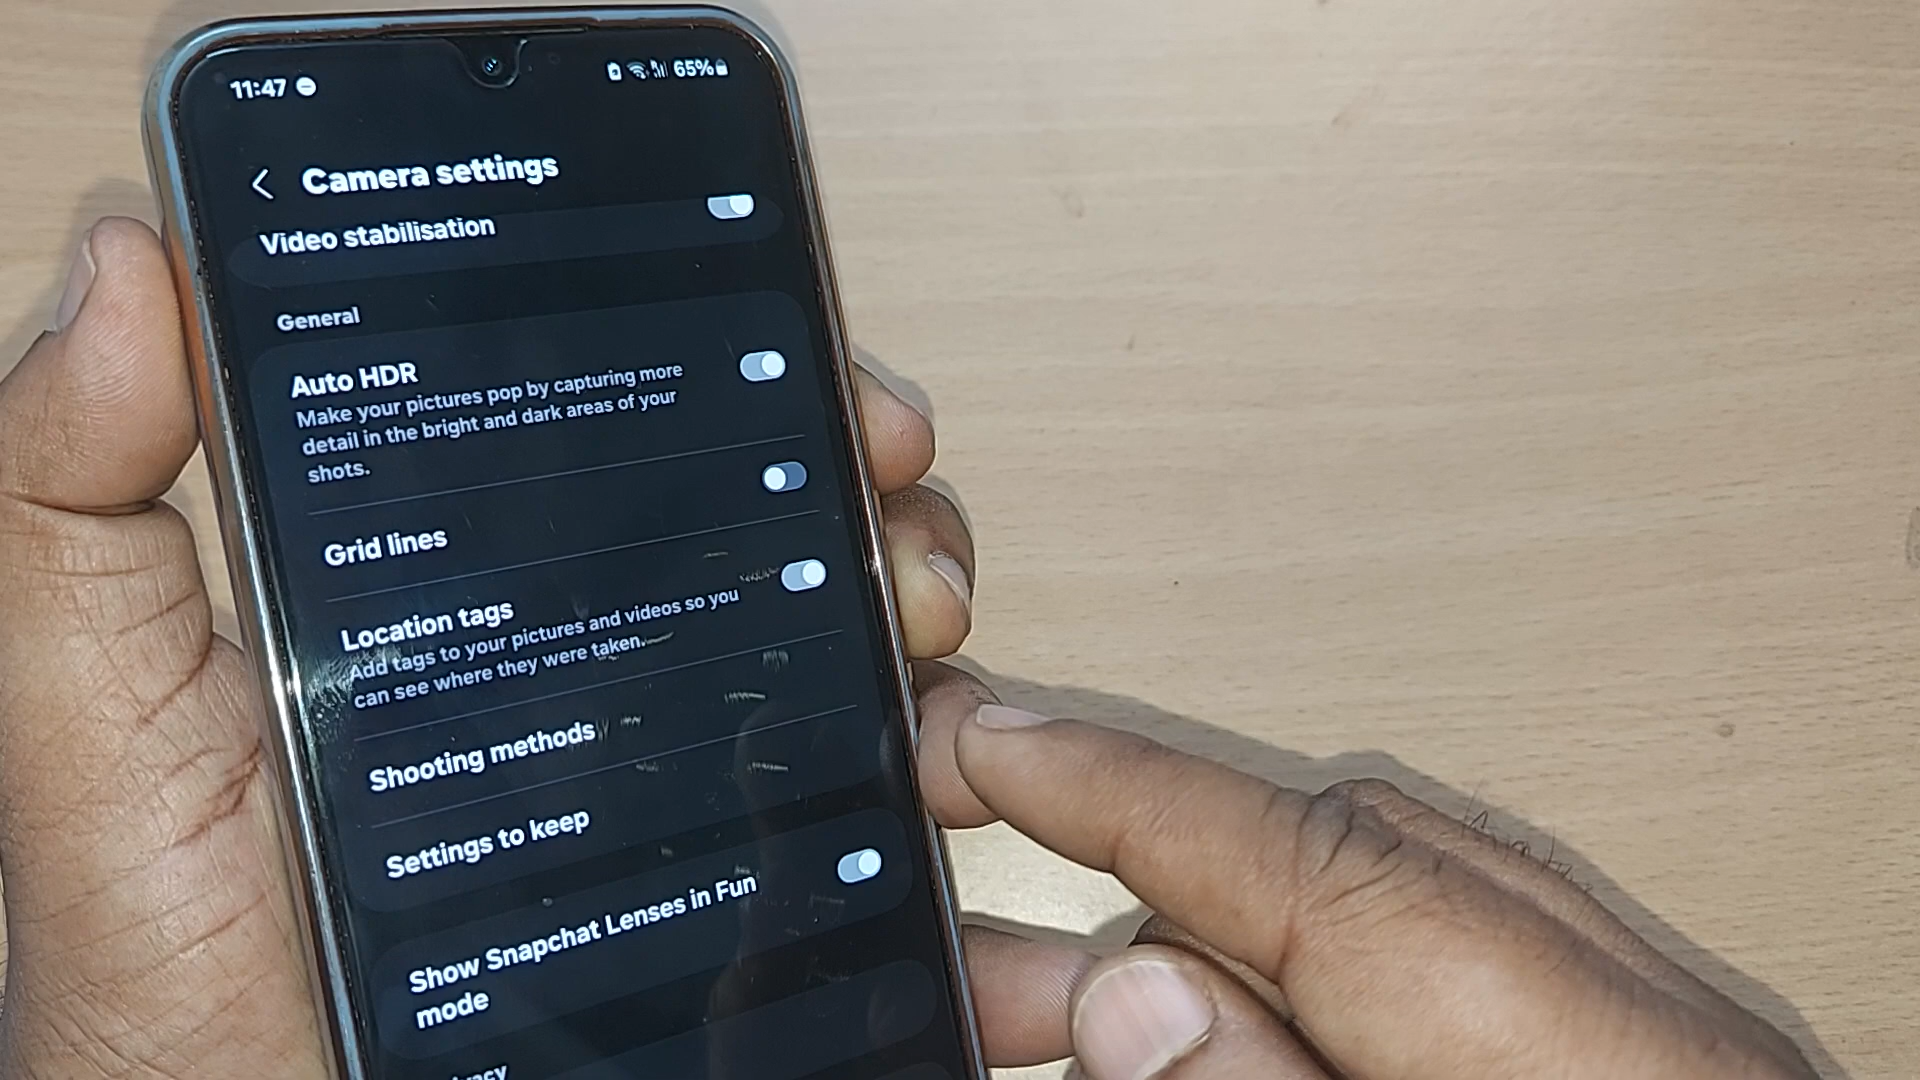 11:47
65%
Camera settings
Video stabilisation
General
Auto HDR
Make your pictures pop by capturing more
detail in the bright and dark areas of your
shots.
Grid lines
Location tags
Add tags to your pictures and videos so you
can see where they were taken.
Shooting methods
Settings to keep
Show Snapchat Lenses in Fun
mode